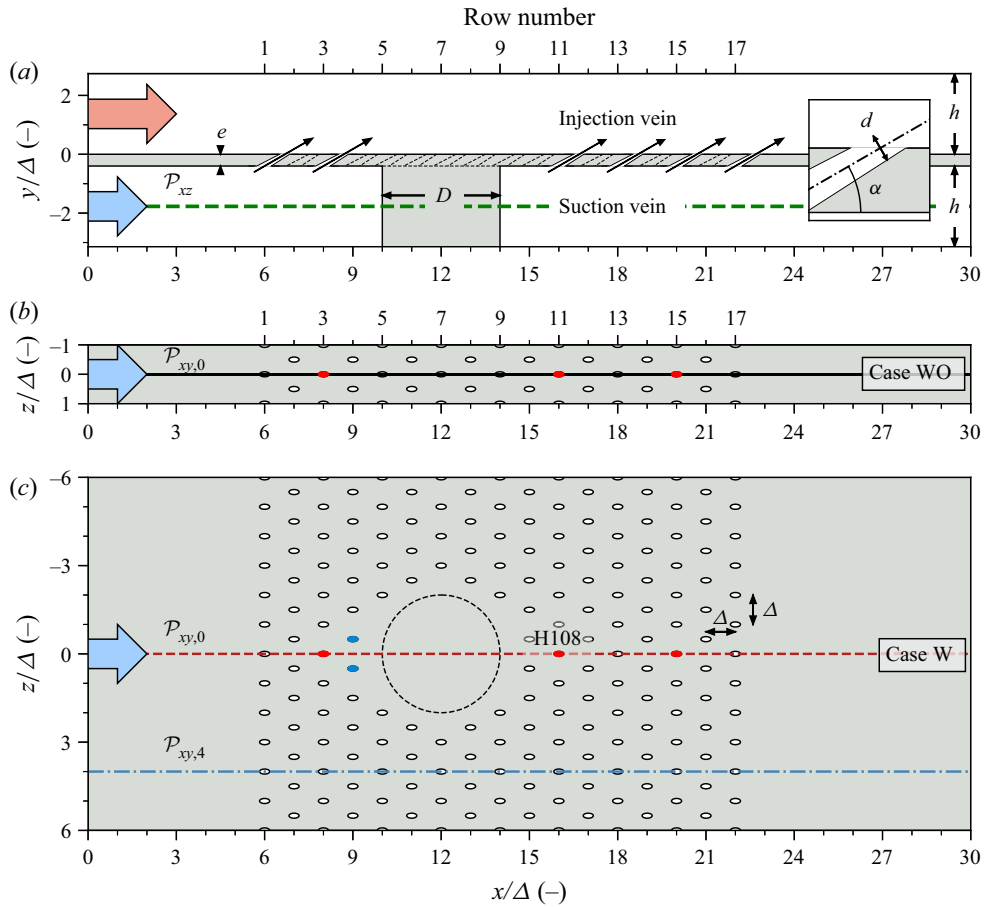 Row number
1 3 5 7 9 11 13 15 17
(a)
2
0
−2
y/Δ (–)
e
Injection vein
d
α
h
h
𝒫xz
D
Suction vein
0 3 6 9 12 15 18 21 24 27 30
(b)
1 3 5 7 9 11 13 15 17
–1
0
1
z/Δ (–)
𝒫xy,0
Case WO
0 3 6 9 12 15 18 21 24 27 30
(c)
–6
–3
0
3
6
z/Δ (–)
Δ
Δ
𝒫xy,0
H108
Case W
𝒫xy,4
0 3 6 9 12 15 18 21 24 27 30
x/Δ (–)